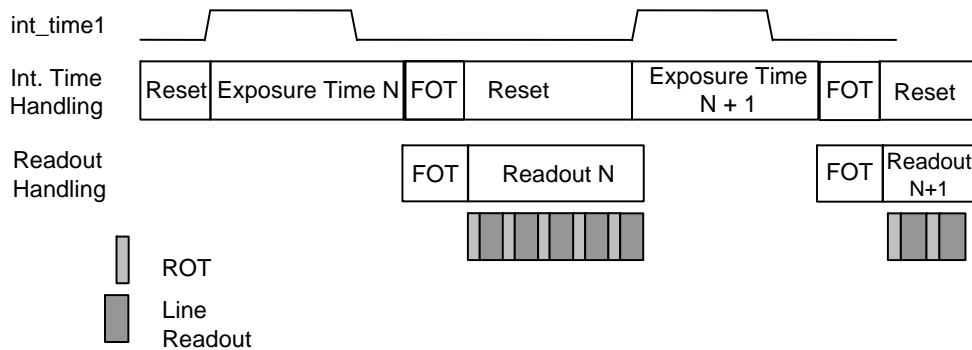 int_time1
Int. Time
Handling
Reset
Exposure Time N
FOT
Reset
Exposure Time
N + 1
FOT
Reset
Readout
Handling
FOT
Readout N
FOT
Readout
N+1
ROT
Line
Readout